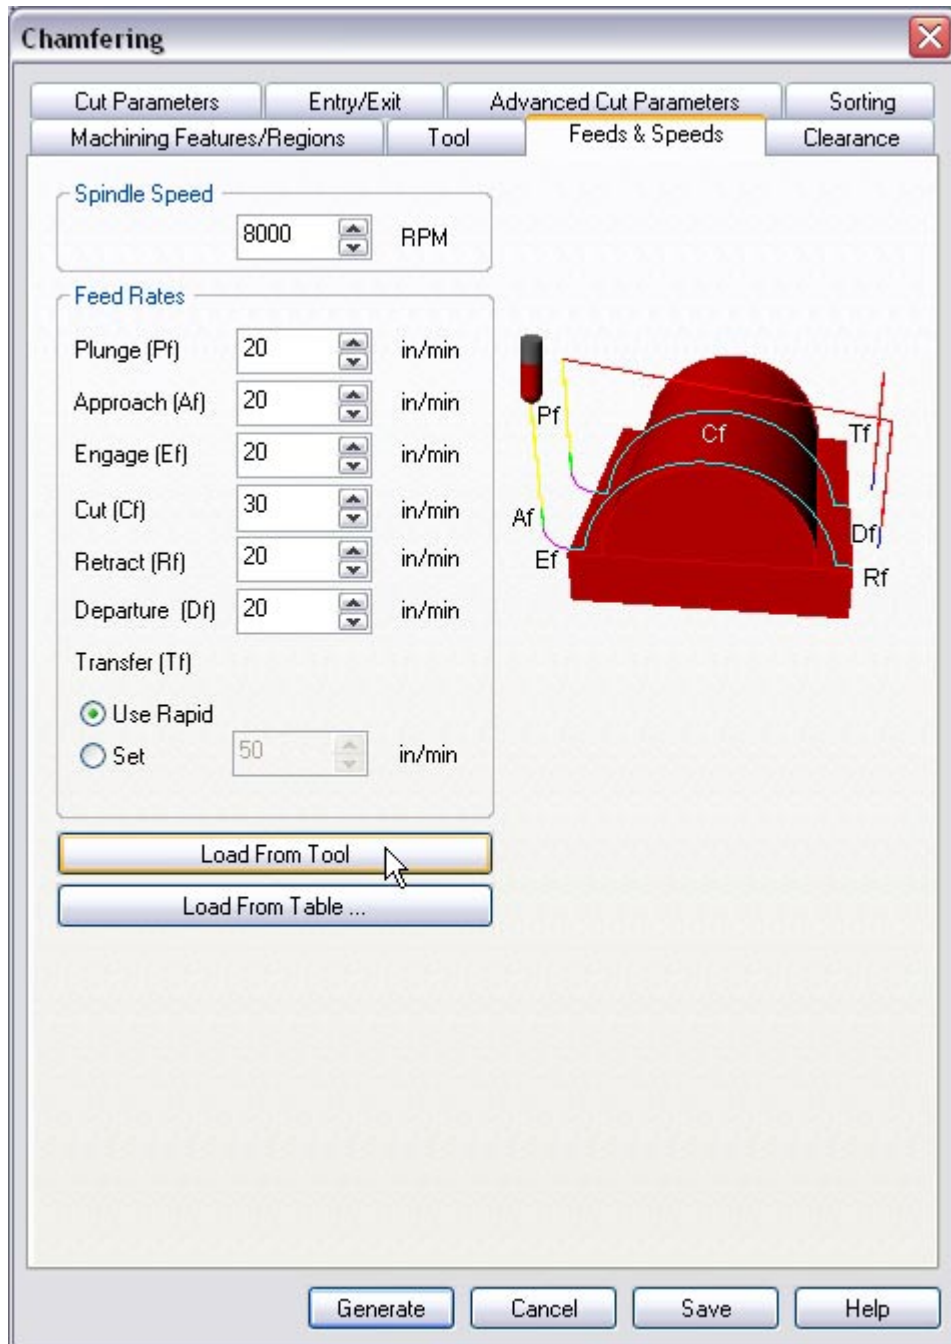 Chamfering
Cut Parameters Entry/Exit Advanced Cut Parameters Sorting
Machining Features/Regions Tool Feeds & Speeds Clearance
Spindle Speed
8000 RPM
Feed Rates
Plunge (Pf) 20 in/min
Approach (Af) 20 in/min
Engage (Ef) 20 in/min
Cut (Cf) 30 in/min
Retract (Rf) 20 in/min
Departure (Df) 20 in/min
Transfer (Tf)
Use Rapid
Set 50 in/min
Pf
Cf
Tf
Af
Df
Ef
Rf
Load From Tool
Load From Table ...
Generate Cancel Save Help